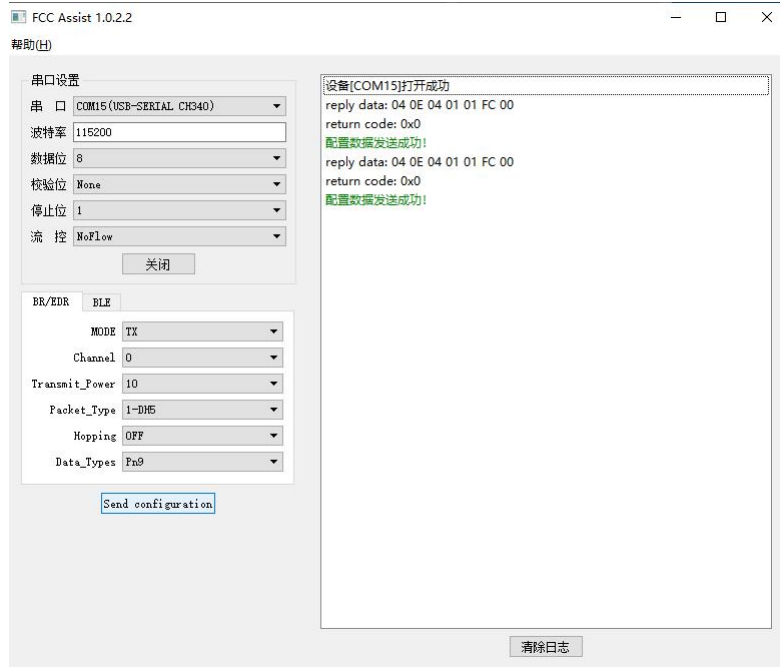 FCC Assist 1.0.2.2
帮助(H)
串口设置
串 口 COM15(USB-SERIAL CH340)
波特率 115200
数据位 8
校验位 None
停止位 1
流 控 NoFlow
关闭
BR/EDR BLE
MODE TX
Channel 0
Transmit_Power 10
Packet_Type 1-DH5
Hopping OFF
Data_Types Pn9
Send configuration
设备[COM15]打开成功
reply data: 04 0E 04 01 01 FC 00
return code: 0x0
配置数据发送成功!
reply data: 04 0E 04 01 01 FC 00
return code: 0x0
配置数据发送成功!
清除日志